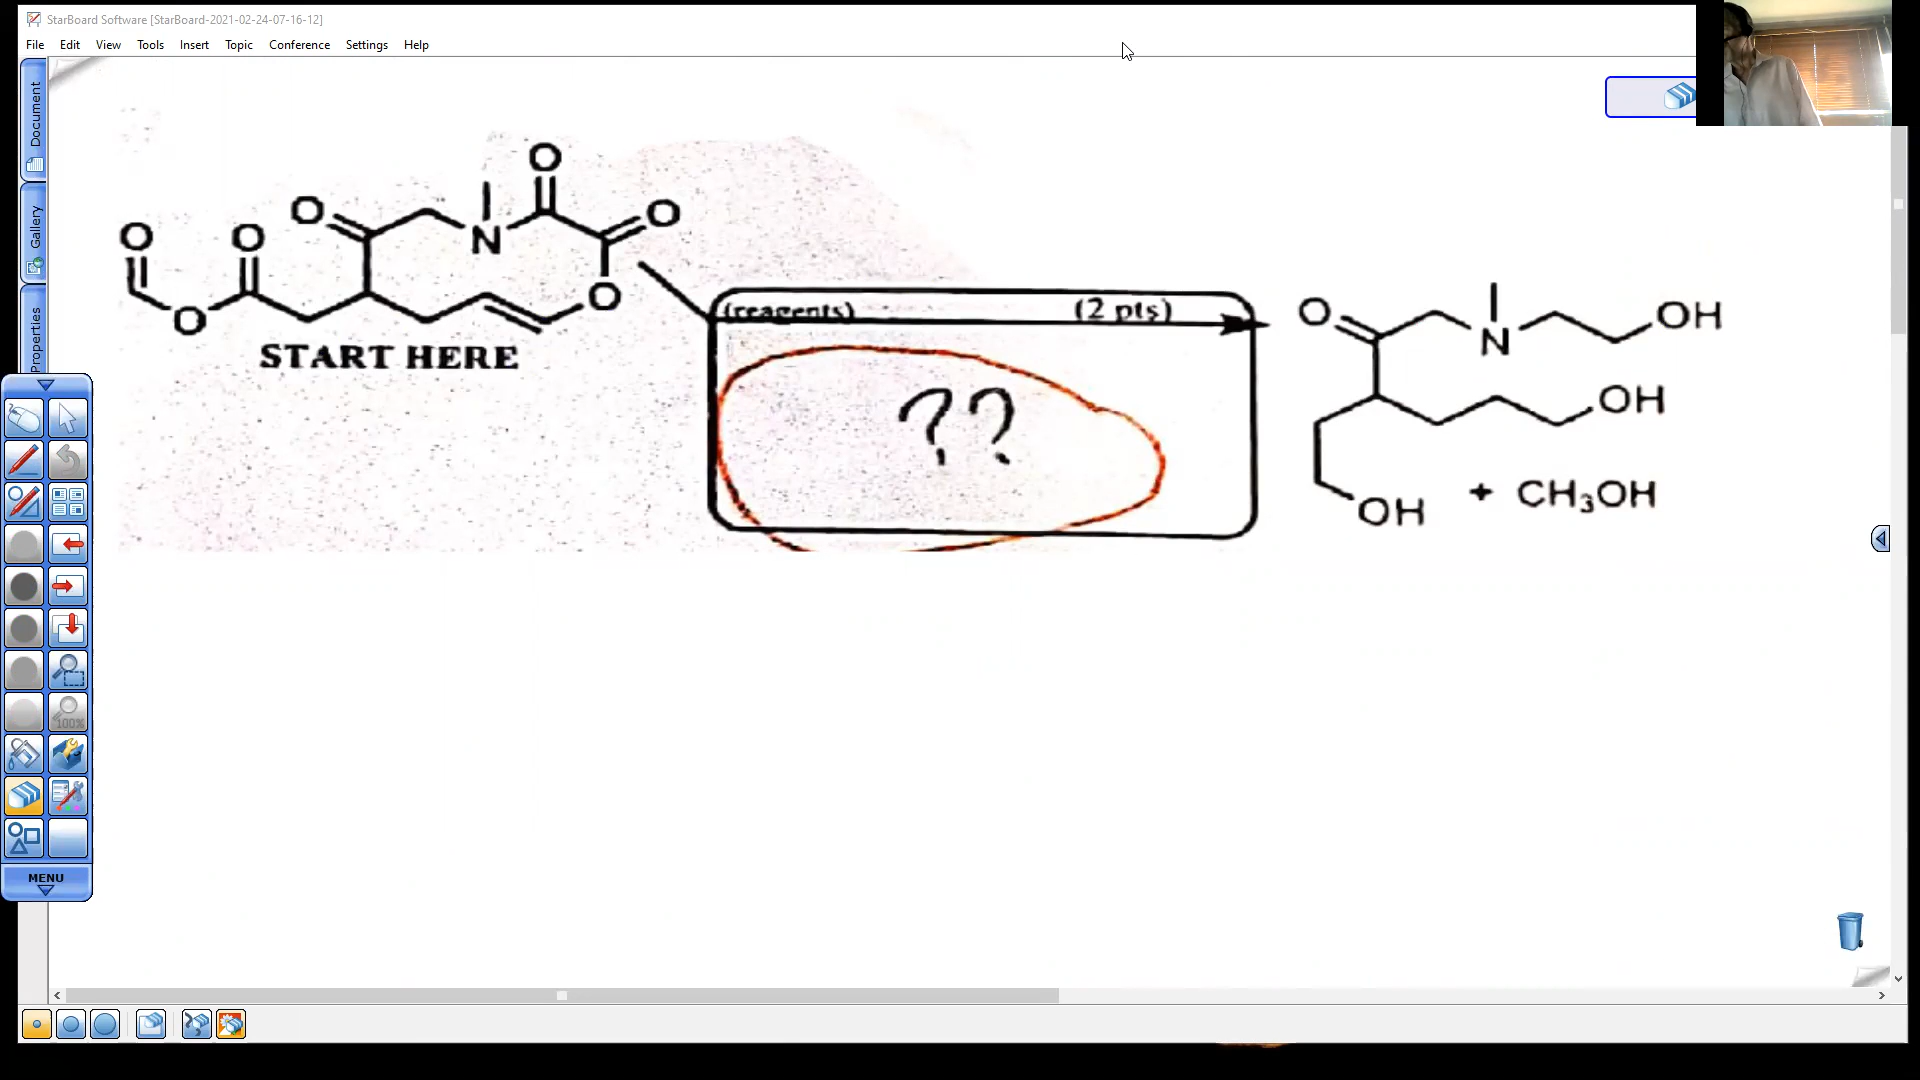 StarBoard Software [StarBoard-2021-02-24-07-16-12]
File Edit View Tools Insert Topic Conference Settings Help
Document
Gallery
Properties
O
O
O
O
O
N
O
O
START HERE
(reagents) (2 pts)
??
O
N
OH
OH
OH
+ CH₃OH
100%
MENU